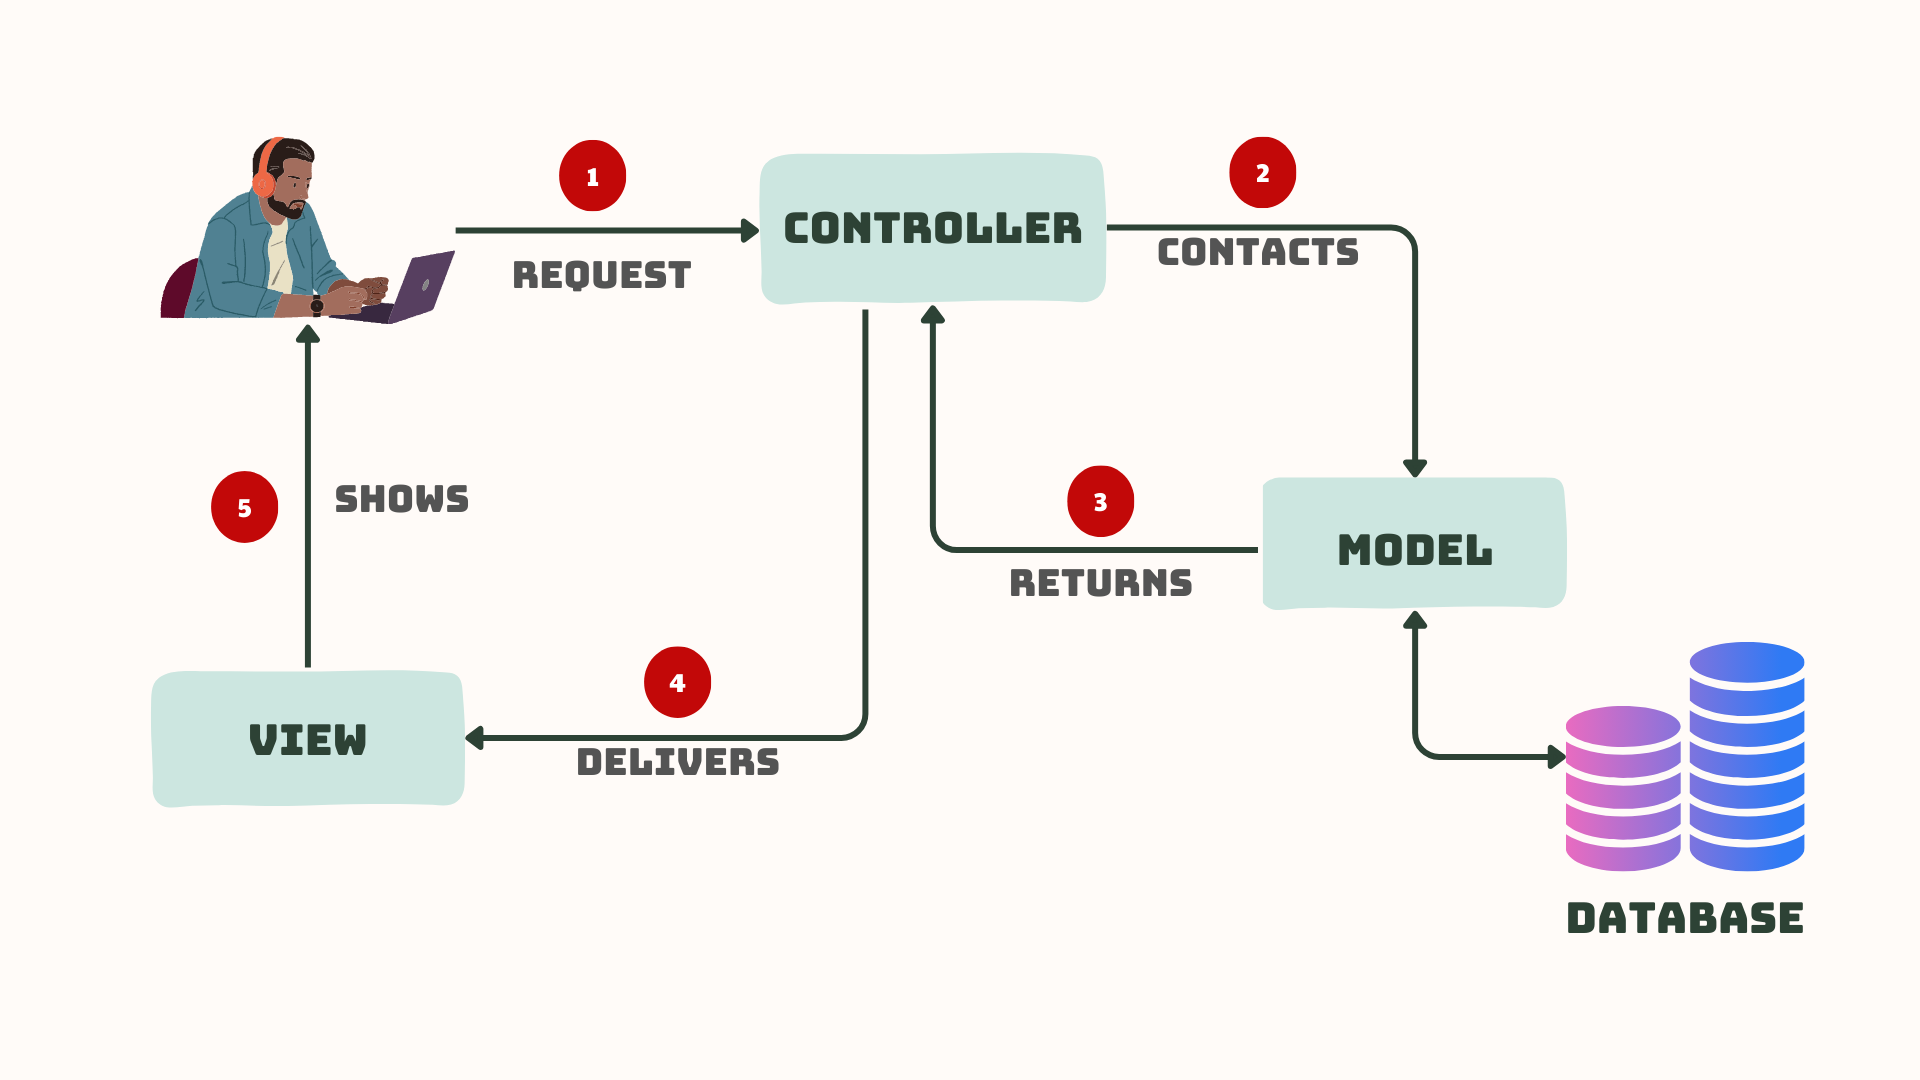 1
2
CONTROLLER
REQUEST
CONTACTS
5
SHOWS
3
MODEL
RETURNS
4
VIEW
DELIVERS
DATABASE